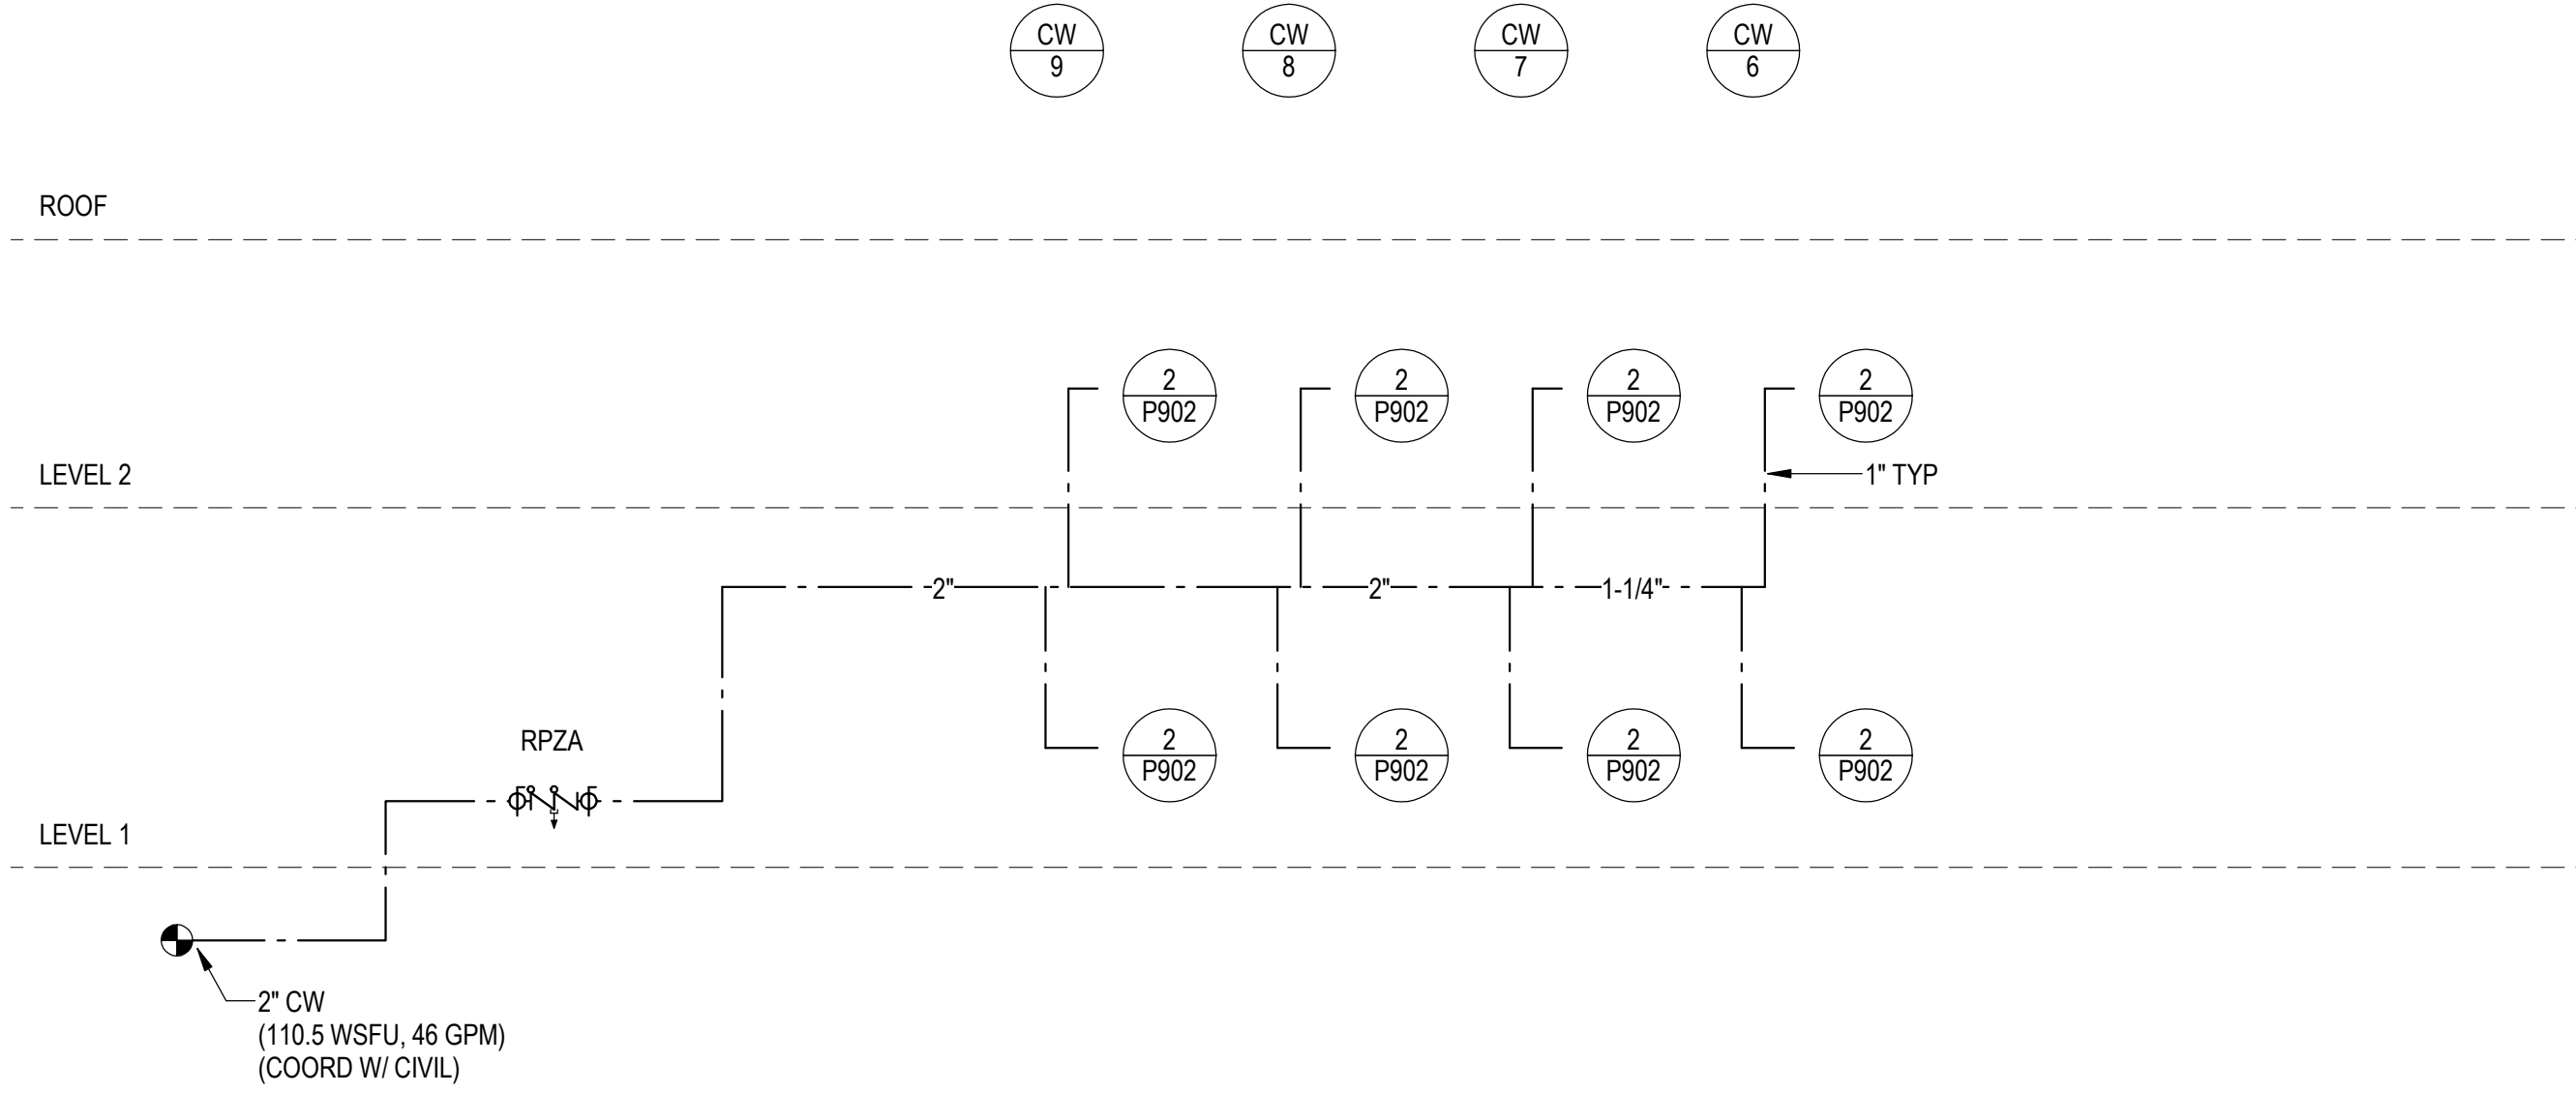 CW
9
CW
8
CW
7
CW
6
ROOF
2
P902
2
P902
2
P902
2
P902
LEVEL 2
1" TYP
2"
2"
1-1/4"
RPZA
2
P902
2
P902
2
P902
2
P902
LEVEL 1
2" CW
(110.5 WSFU, 46 GPM)
(COORD W/ CIVIL)